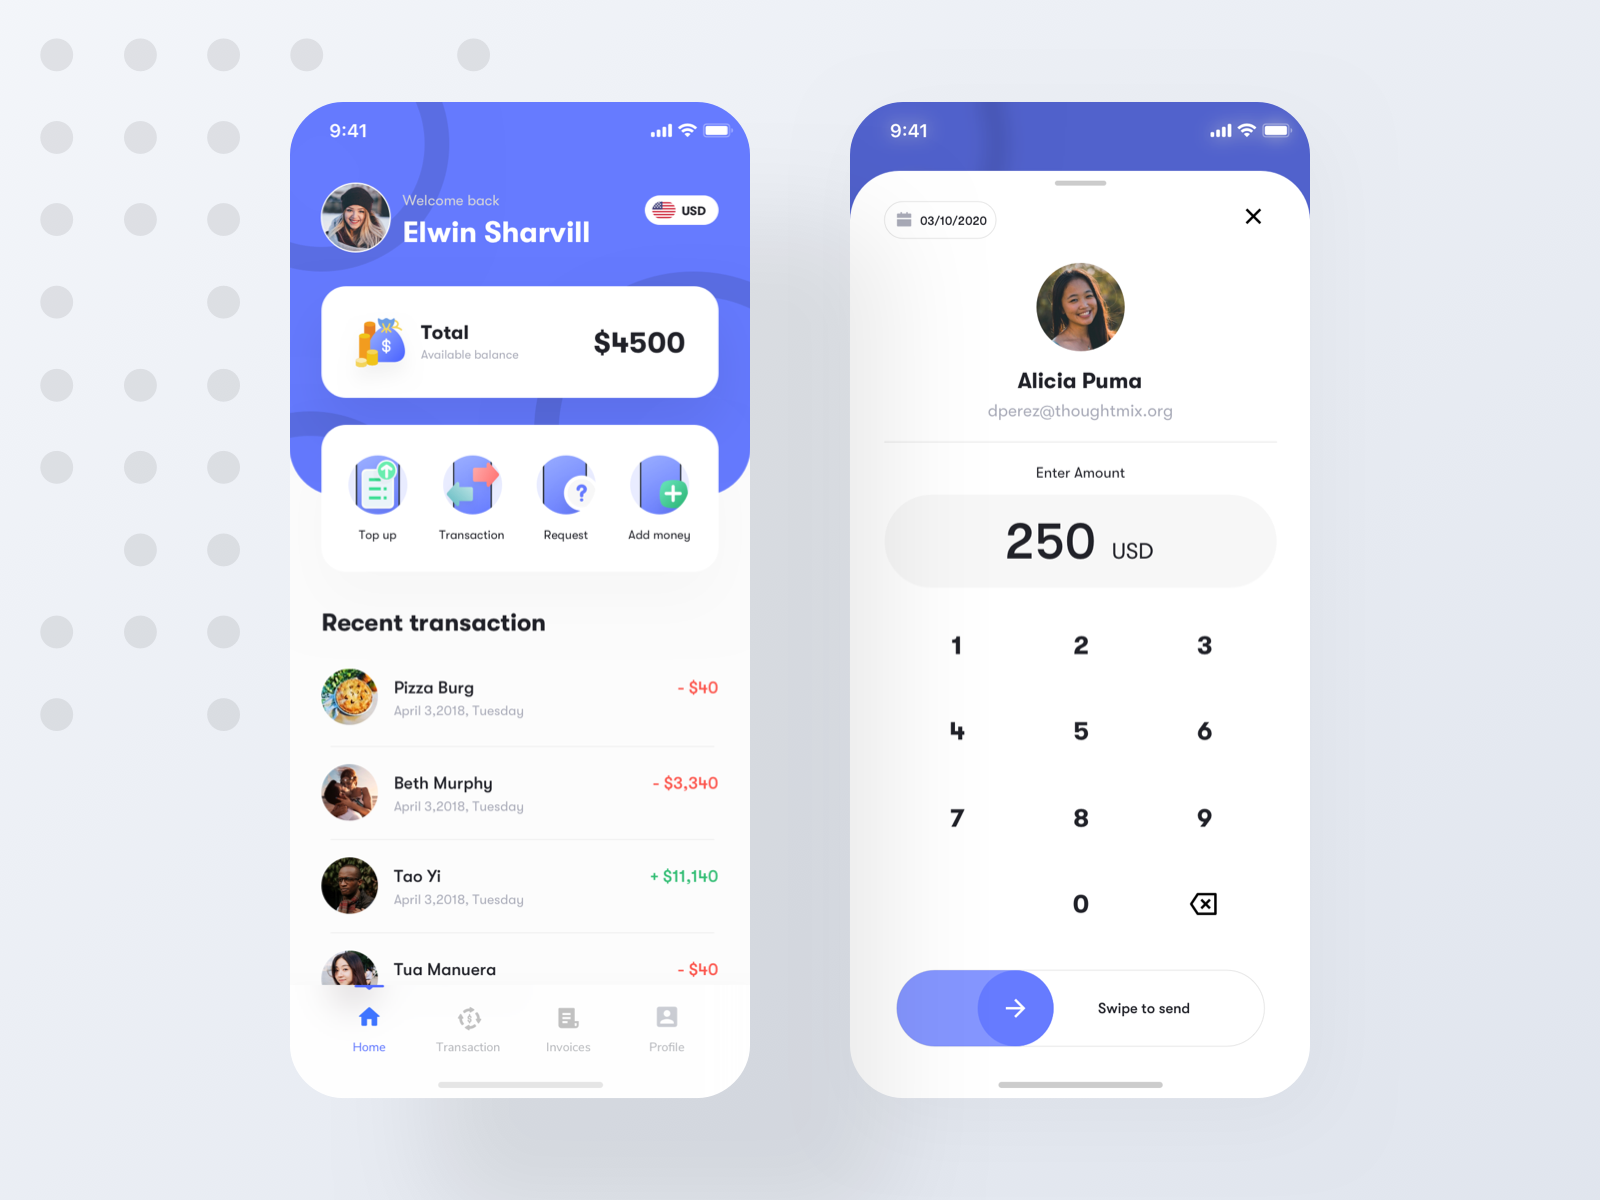 9:41
Welcome back
Elwin Sharvill
USD
Total
Available balance
$
$4500
?
Top up
Transaction
Request
Add money
Recent transaction
Pizza Burg
- $40
April 3,2018, Tuesday
Beth Murphy
- $3,340
April 3,2018, Tuesday
Tao Yi
+ $11,140
April 3,2018, Tuesday
Tua Manuera
- $40
$
Home
Transaction
Invoices
Profile
9:41
03/10/2020
Alicia Puma
dperez@thoughtmix.org
Enter Amount
250 USD
1 2 3
4 5 6
7 8 9
0
Swipe to send